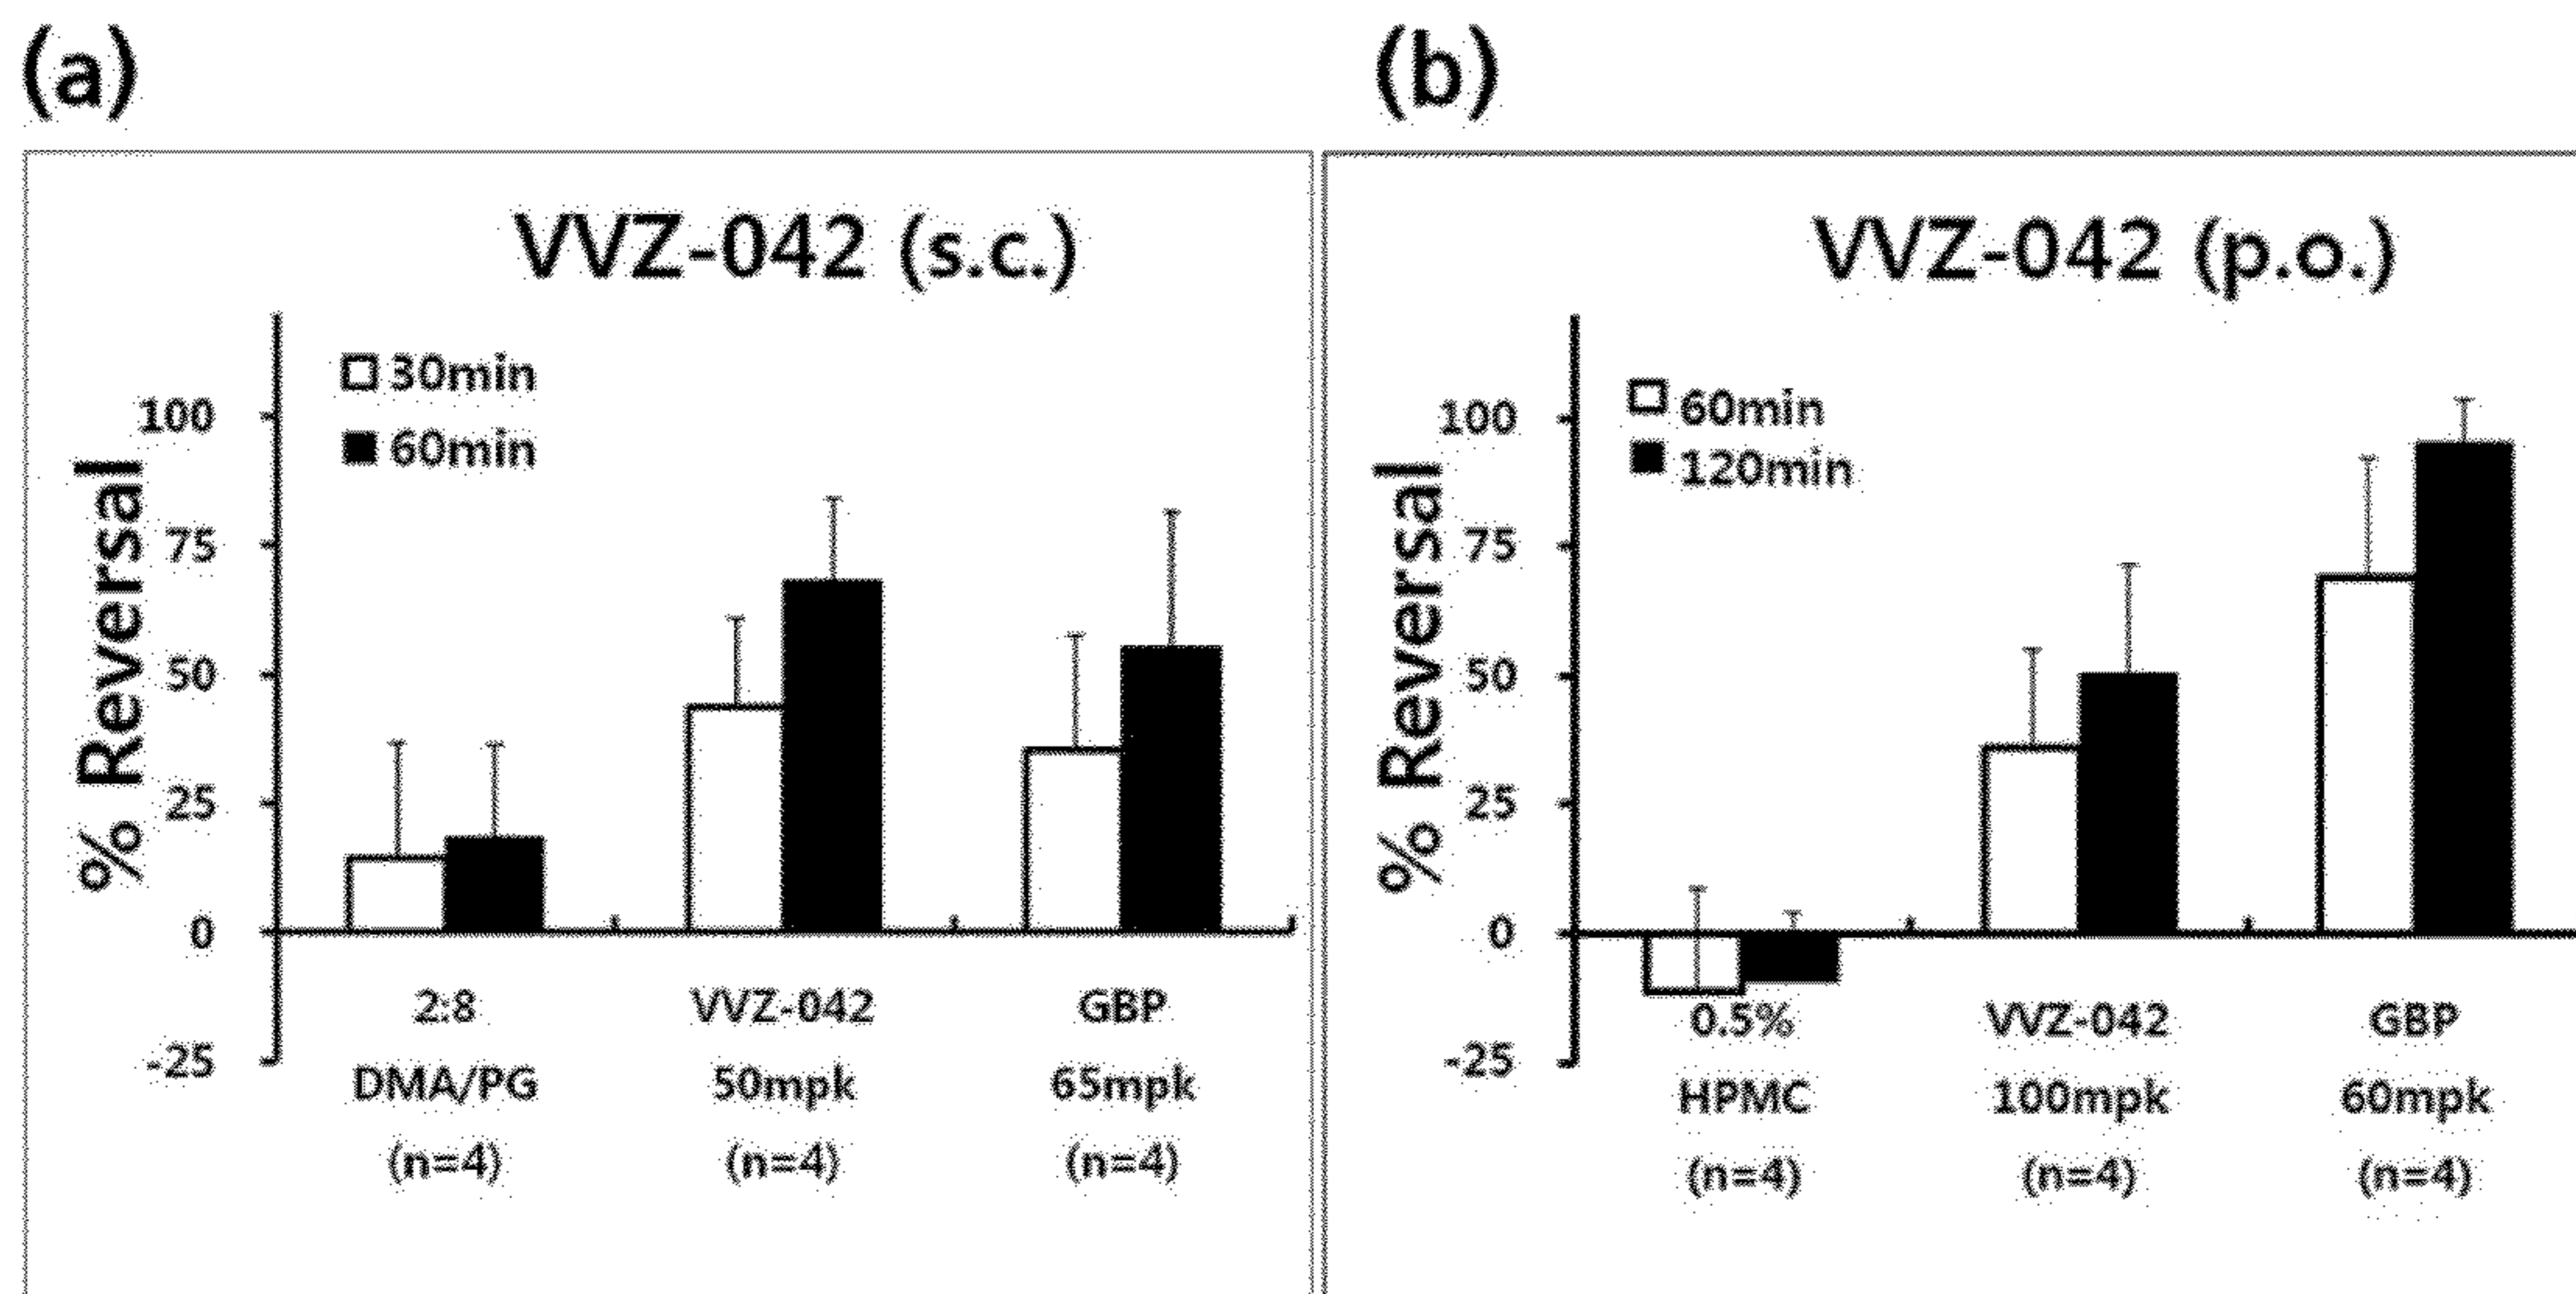 (a)
VVZ-042 (s.c.)
30min
60min
% Reversal
100
75
50
25
0
-25
2:8
DMA/PG
(n=4)
VVZ-042
50mpk
(n=4)
GBP
65mpk
(n=4)
(b)
VVZ-042 (p.o.)
60min
120min
% Reversal
100
75
50
25
0
-25
0.5%
HPMC
(n=4)
VVZ-042
100mpk
(n=4)
GBP
60mpk
(n=4)